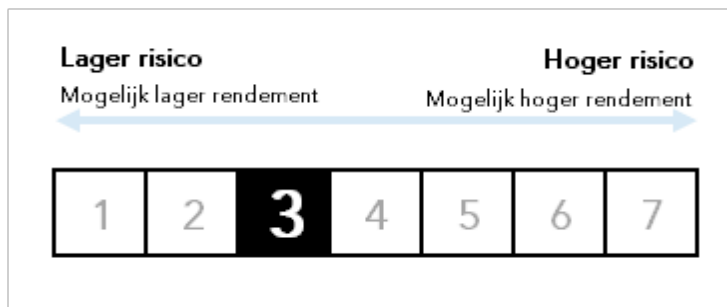 Lager risico
Hoger risico
Mogelijk lager rendement
Mogelijk hoger rendement
1 2 3 4 5 6 7